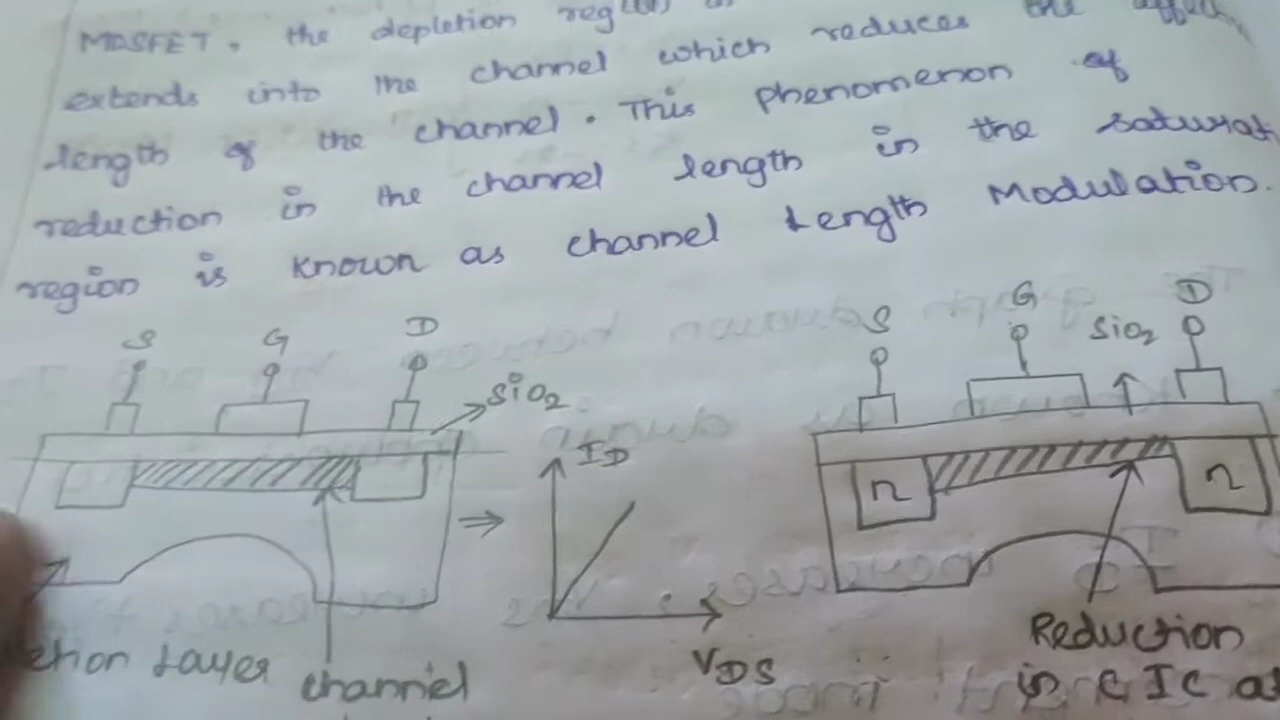 MOSFET, the depletion region
extends into the channel which reduces the
length of the channel. This phenomenon of
reduction in the channel length in the
region is known as channel Length Modulation.
S G D
SiO2
S G D
SiO2
ID
n n
VDS
Layer
channel
Reduction
in